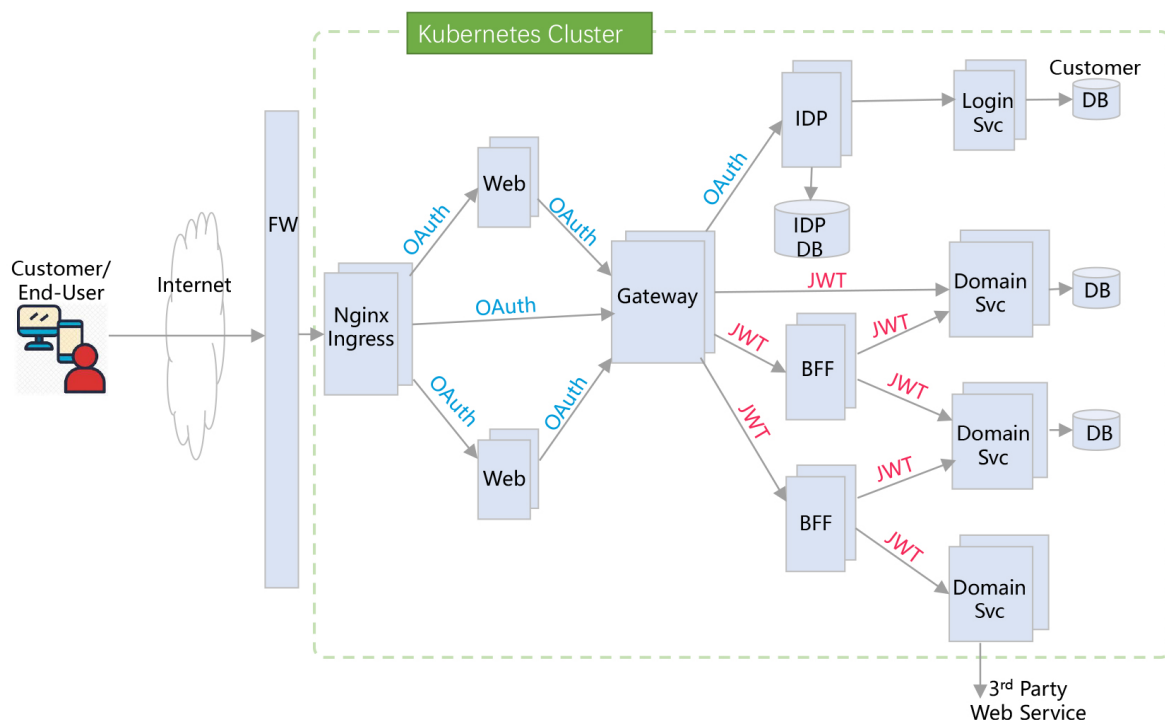 Kubernetes Cluster
Customer/
End-User
Internet
FW
Nginx
Ingress
OAuth
OAuth
OAuth
Web
Web
OAuth
OAuth
Gateway
OAuth
JWT
JWT
JWT
IDP
IDP
DB
Login
Svc
Customer
DB
BFF
JWT
JWT
BFF
JWT
JWT
Domain
Svc
DB
Domain
Svc
DB
Domain
Svc
3rd Party
Web Service